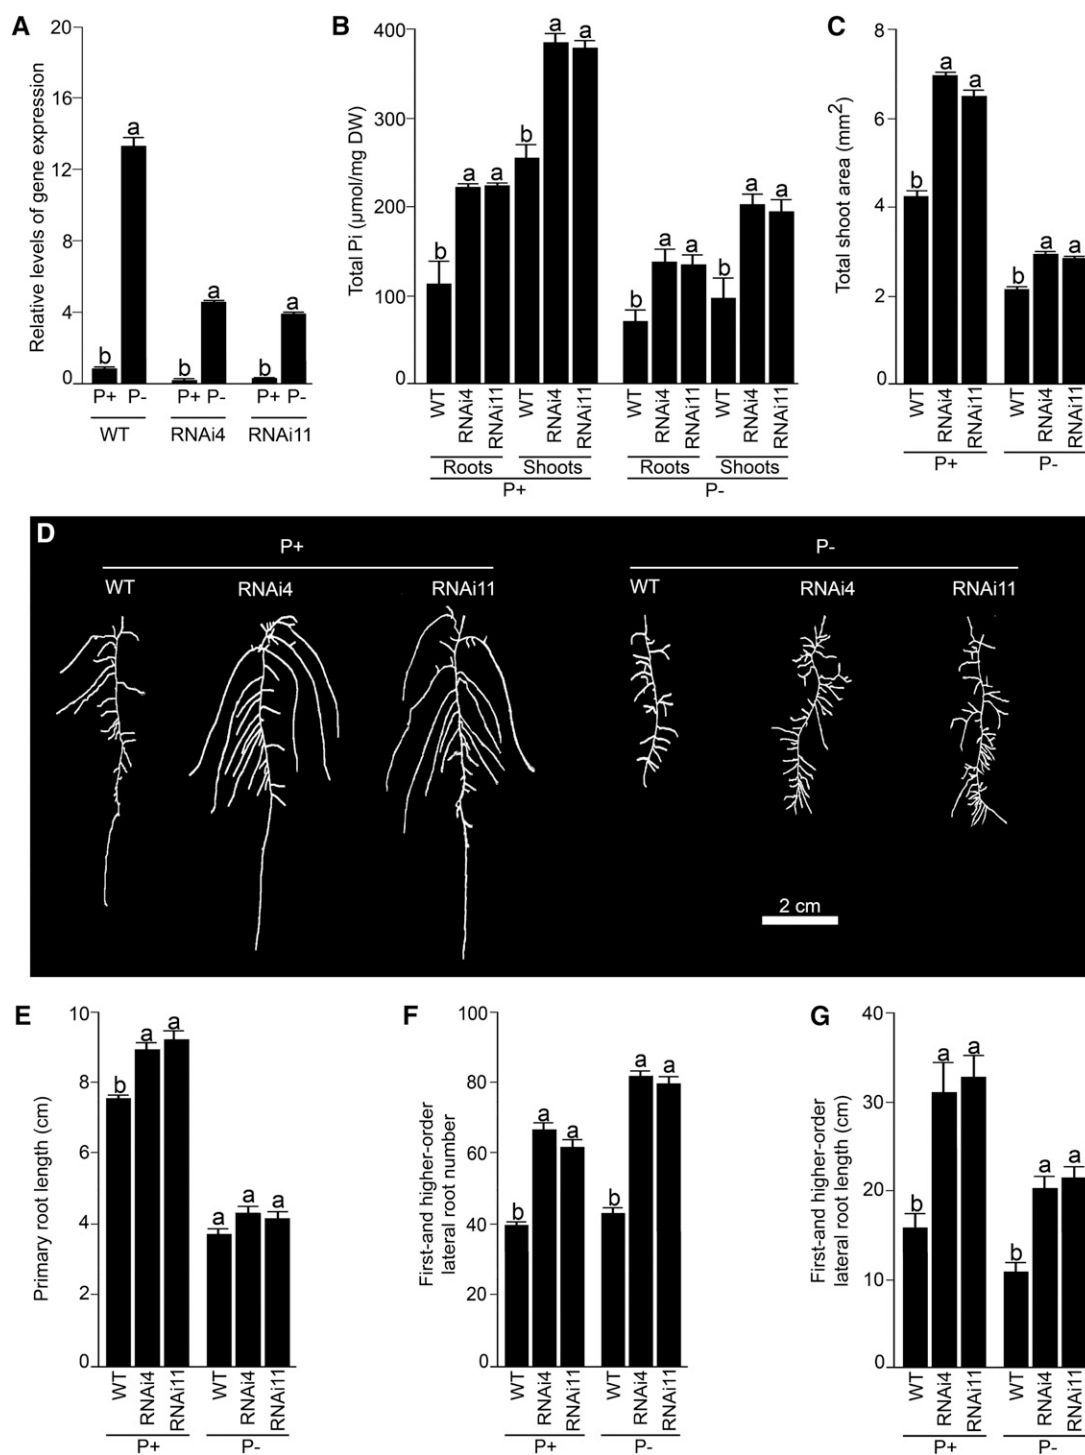 A
Relative levels of gene expression
20
16
12
8
4
0
b a b a b a
P+ P- P+ P- P+ P-
WT RNAi4 RNAi11
B
Total Pi (µmol/mg DW)
400
300
200
100
0
b a a b a a b a a b a a
WT RNAi4 RNAi11 WT RNAi4 RNAi11 WT RNAi4 RNAi11 WT RNAi4 RNAi11
Roots Shoots Roots Shoots
P+ P-
C
Total shoot area (mm²)
8
6
4
2
0
b a a b a a
WT RNAi4 RNAi11 WT RNAi4 RNAi11
P+ P-
D
P+ P-
WT RNAi4 RNAi11 WT RNAi4 RNAi11
2 cm
E
Primary root length (cm)
10
8
6
4
2
0
b a a a a a
WT RNAi4 RNAi11 WT RNAi4 RNAi11
P+ P-
F
First-and higher-order
lateral root number
100
80
60
40
20
0
b a a b a a
WT RNAi4 RNAi11 WT RNAi4 RNAi11
P+ P-
G
First-and higher-order
lateral root length (cm)
40
30
20
10
0
b a a b a a
WT RNAi4 RNAi11 WT RNAi4 RNAi11
P+ P-